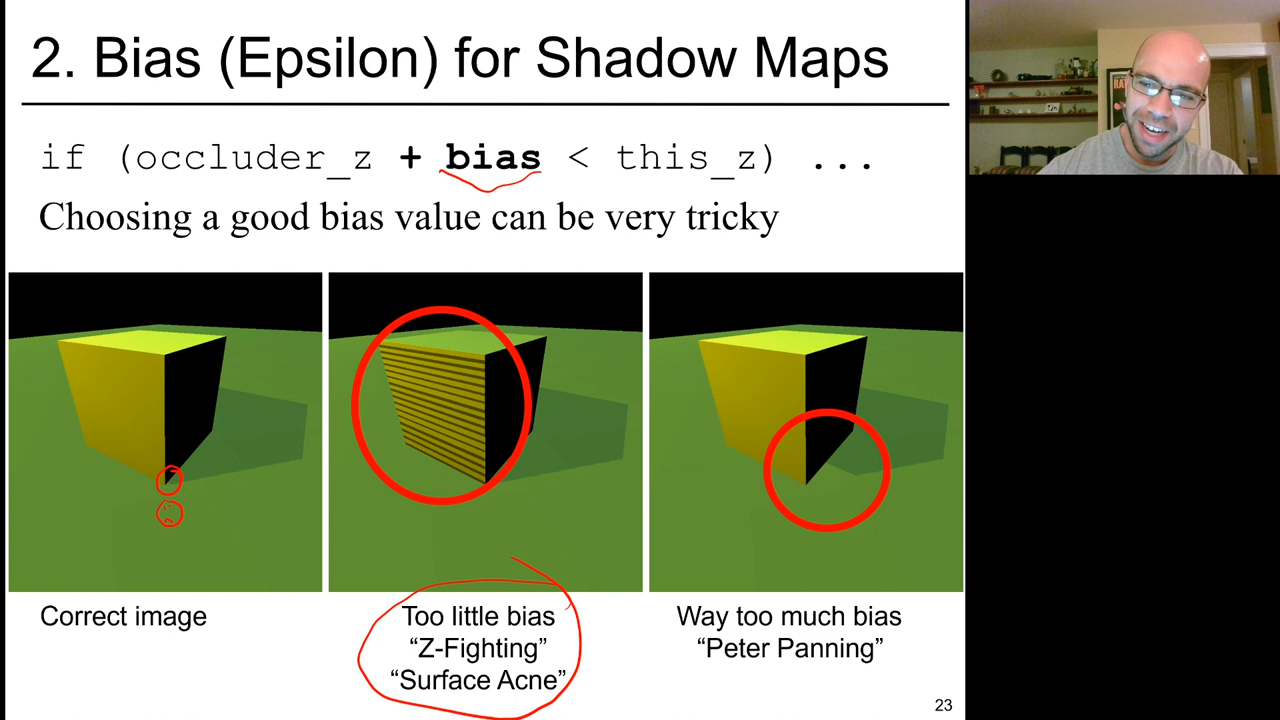 2. Bias (Epsilon) for Shadow Maps
if (occluder_z + bias < this_z) ...
Choosing a good bias value can be very tricky
Correct image
Too little bias
“Z-Fighting”
“Surface Acne”
Way too much bias
“Peter Panning”
23